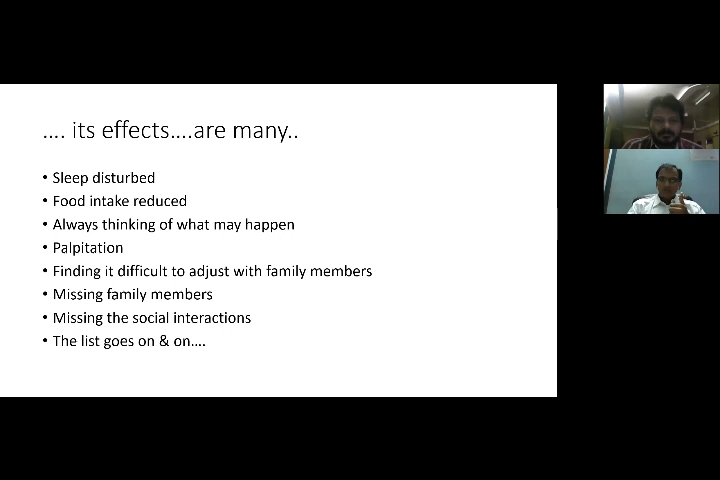 .... its effects....are many..
• Sleep disturbed
• Food intake reduced
• Always thinking of what may happen
• Palpitation
• Finding it difficult to adjust with family members
• Missing family members
• Missing the social interactions
• The list goes on & on....